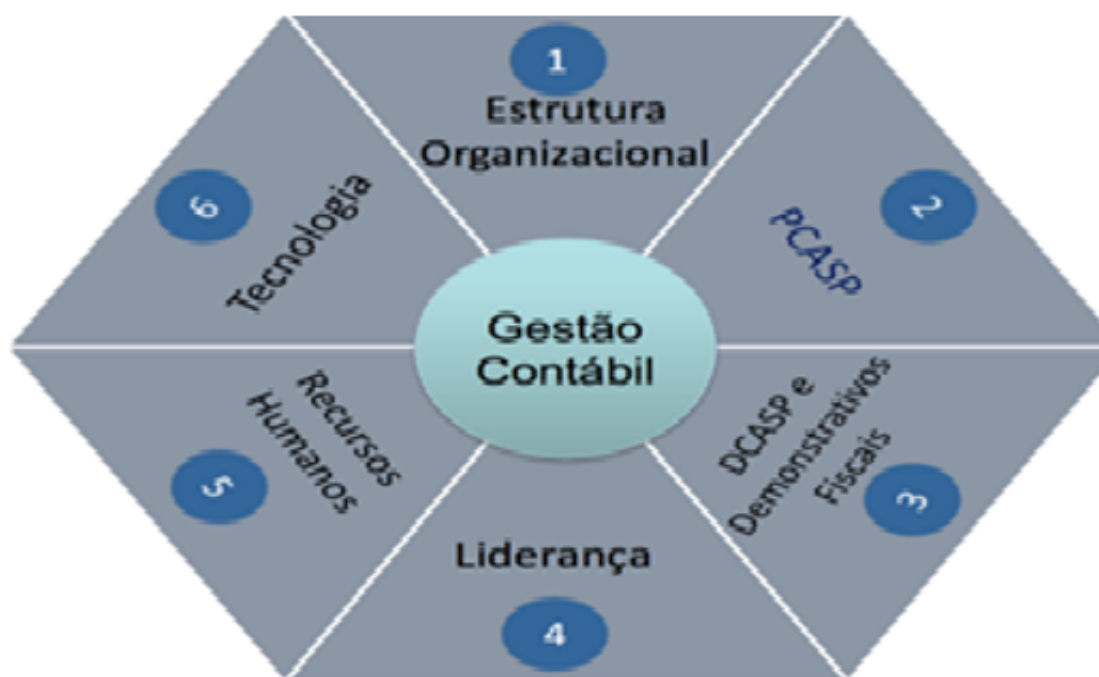 1
Estrutura
Organizacional
2
PCASP
DCASP e
Demonstrativos
Fiscais
3
Liderança
4
Recursos
Humanos
5
6
Tecnologia
Gestão
Contábil